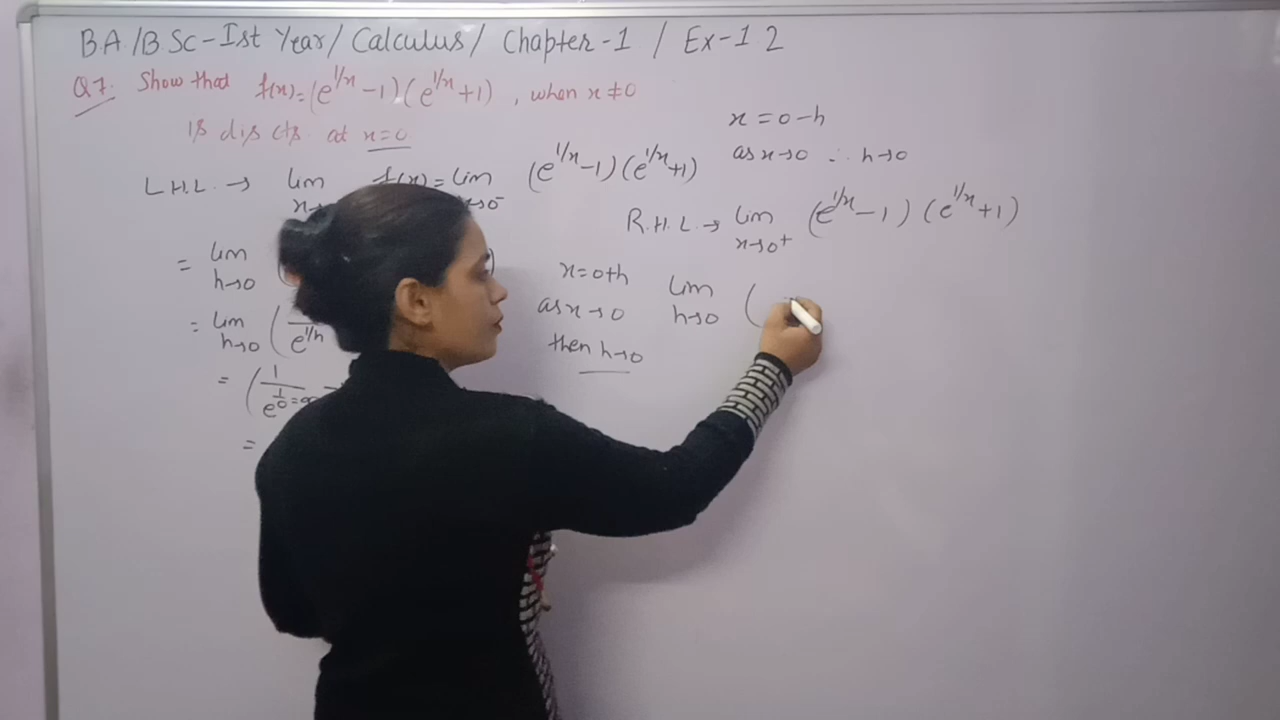 B.A./B.Sc-Ist Year/ Calculus/ Chapter-1 / Ex-1.2
Q7. Show that f(x)=(e^1/x -1)(e^1/x +1), when x≠0
is dis cts. at x=0
L.H.L. → lim f(x)= lim (e^1/x -1)(e^1/x +1)
x = 0-h
as x→0 ∴ h→0
= lim h→0 (
= lim h→0 ( e^1/h
= ( 1 / e^1/0 =∞
=
R.H.L. → lim x→0+ (e^1/x -1) (e^1/x +1)
x=0+h
as x→0
then h→0
lim h→0 (